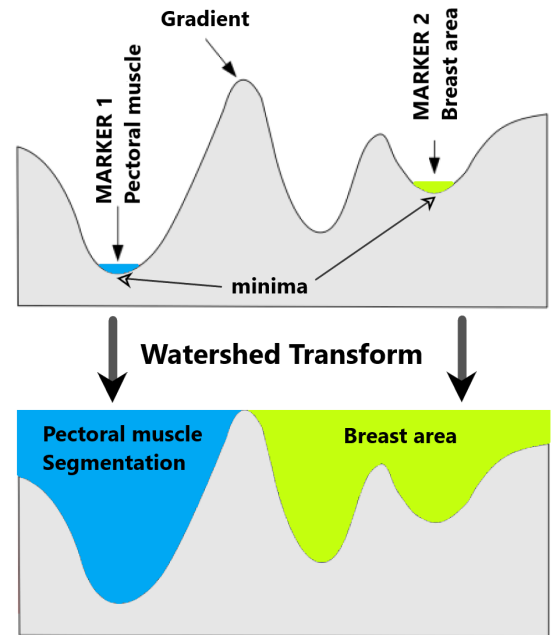 Gradient
MARKER 1
Pectoral muscle
MARKER 2
Breast area
minima
Watershed Transform
Pectoral muscle
Segmentation
Breast area